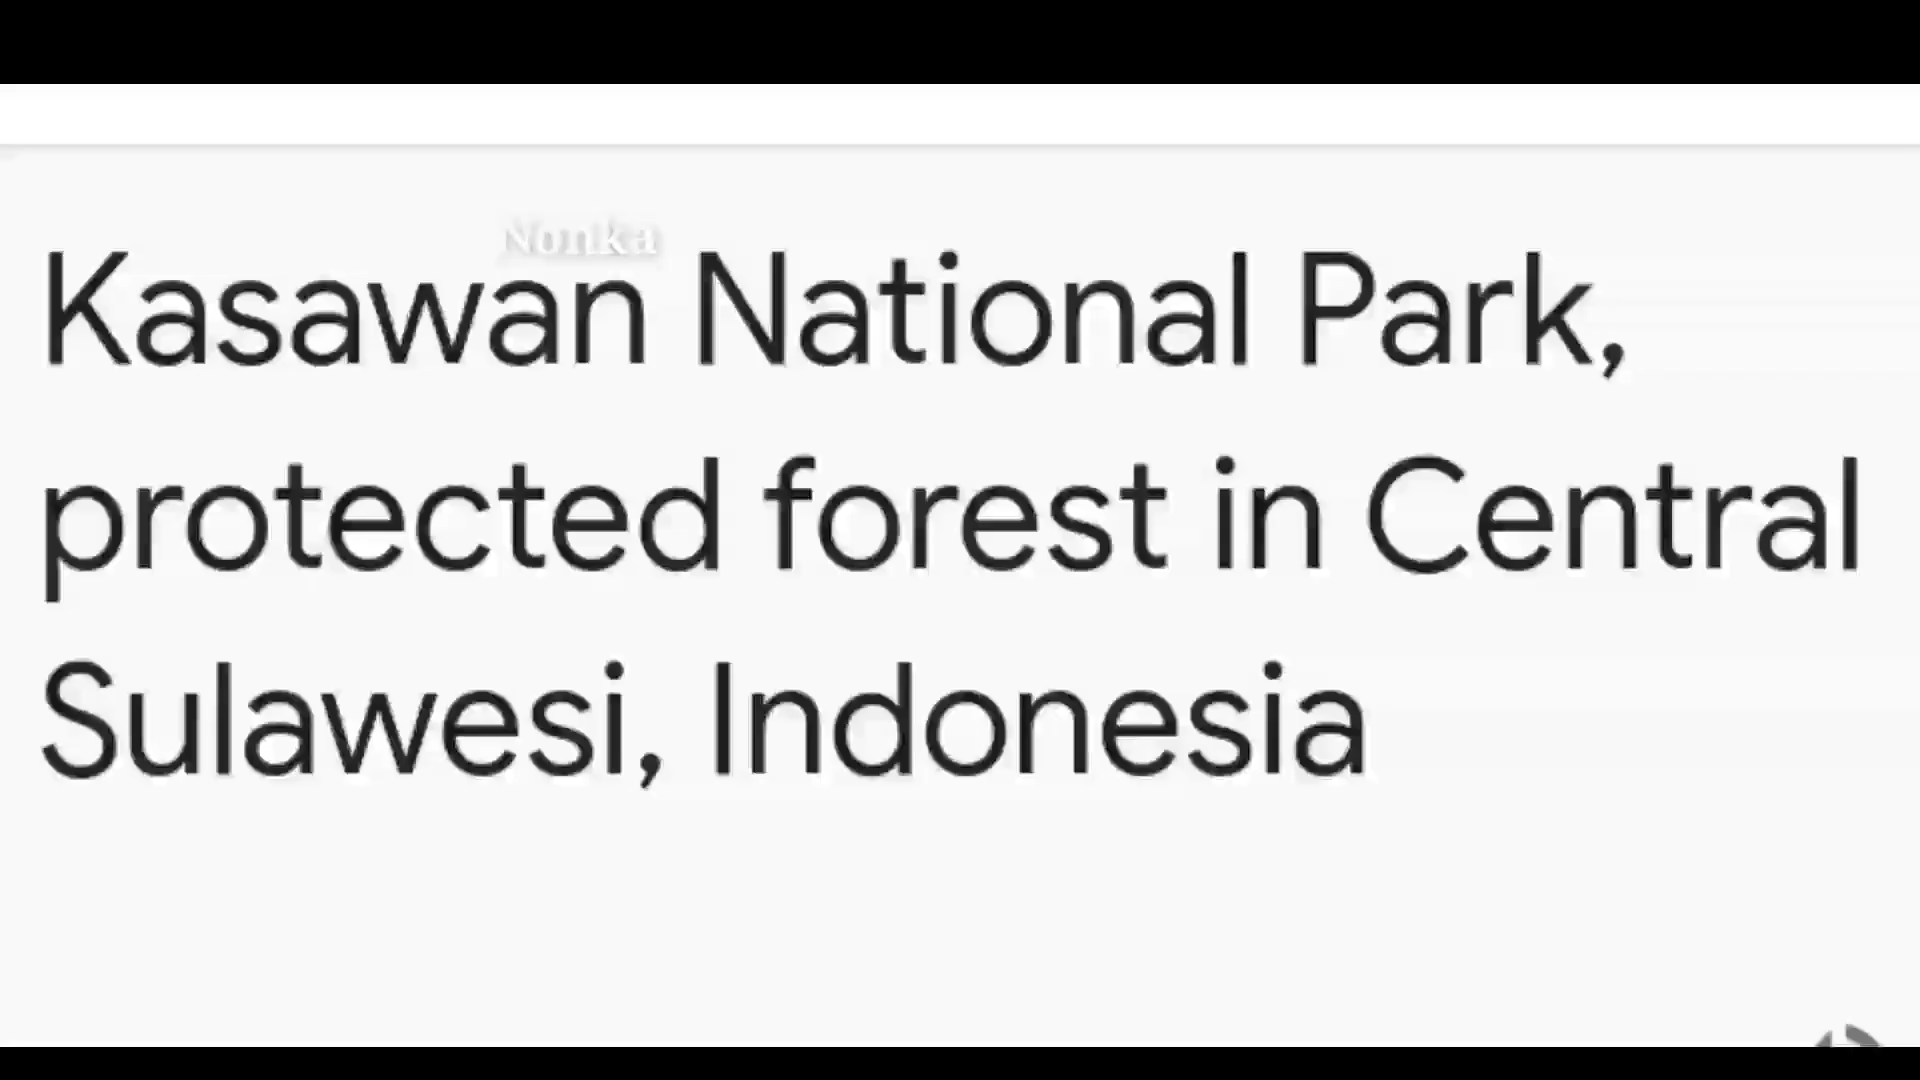 Nonka
Kasawan National Park,
protected forest in Central
Sulawesi, Indonesia